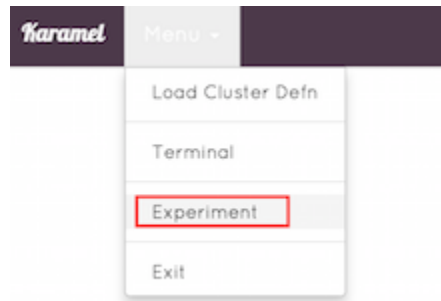 Karamel Menu
Load Cluster Defn
Terminal
Experiment
Exit